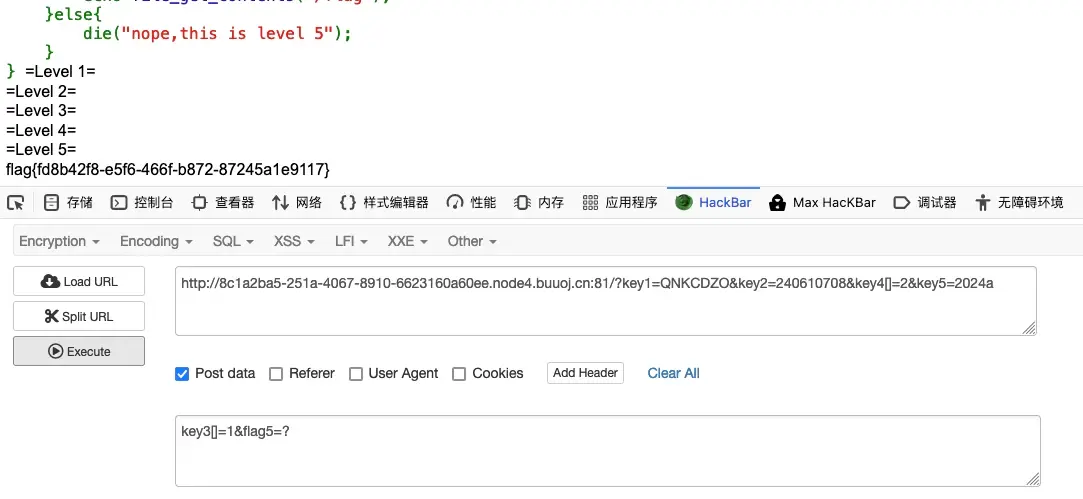 }else{
die("nope,this is level 5");
}
} =Level 1=
=Level 2=
=Level 3=
=Level 4=
=Level 5=
flag{fd8b42f8-e5f6-466f-b872-87245a1e9117}
存储 控制台 查看器 网络 {} 样式编辑器 性能 内存 应用程序 HackBar Max HacKBar 调试器 无障碍环境
Encryption Encoding SQL XSS LFI XXE Other
Load URL
http://8c1a2ba5-251a-4067-8910-6623160a60ee.node4.buuoj.cn:81/?key1=QNKCDZO&key2=240610708&key4[]=2&key5=2024a
Split URL
Execute
Post data Referer User Agent Cookies Add Header Clear All
key3[]=1&flag5=?